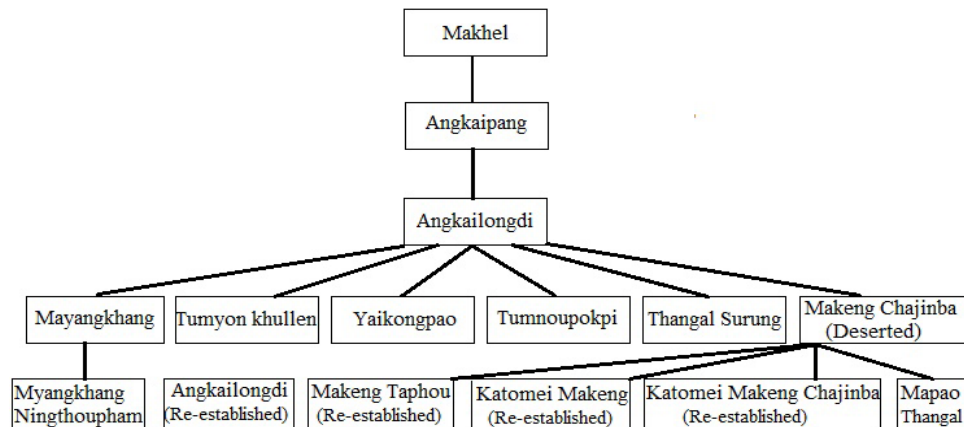 Makhel
Angkaipang
Angkailongdi
Mayangkhang
Tumyon khullen
Yaikongpao
Tumnoupokpi
Thangal Surung
Makeng Chajinba
(Deserted)
Myangkhang
Ningthoupham
Angkailongdi
(Re-established)
Makeng Taphou
(Re-established)
Katomei Makeng
(Re-established)
Katomei Makeng Chajinba
(Re-established)
Mapao
Thangal